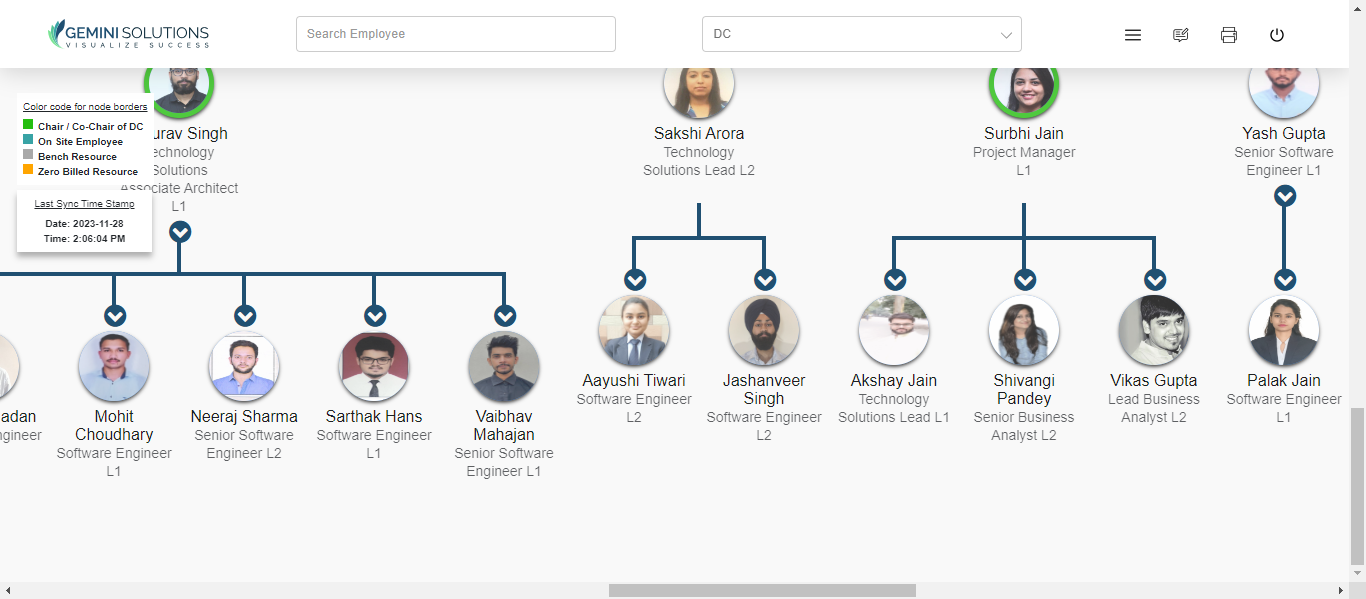 GEMINI SOLUTIONS
VISUALIZE SUCCESS
Search Employee
DC
Color code for node borders
Chair / Co-Chair of DC
On Site Employee
Bench Resource
Zero Billed Resource
Last Sync Time Stamp
Date: 2023-11-28
Time: 2:06:04 PM
urav Singh
echnology
Solutions
Associate Architect
L1
Sakshi Arora
Technology
Solutions Lead L2
Surbhi Jain
Project Manager
L1
Yash Gupta
Senior Software
Engineer L1
adan
ngineer
Mohit
Choudhary
Software Engineer
L1
Neeraj Sharma
Senior Software
Engineer L2
Sarthak Hans
Software Engineer
L1
Vaibhav
Mahajan
Senior Software
Engineer L1
Aayushi Tiwari
Software Engineer
L2
Jashanveer
Singh
Software Engineer
L2
Akshay Jain
Technology
Solutions Lead L1
Shivangi
Pandey
Senior Business
Analyst L2
Vikas Gupta
Lead Business
Analyst L2
Palak Jain
Software Engineer
L1